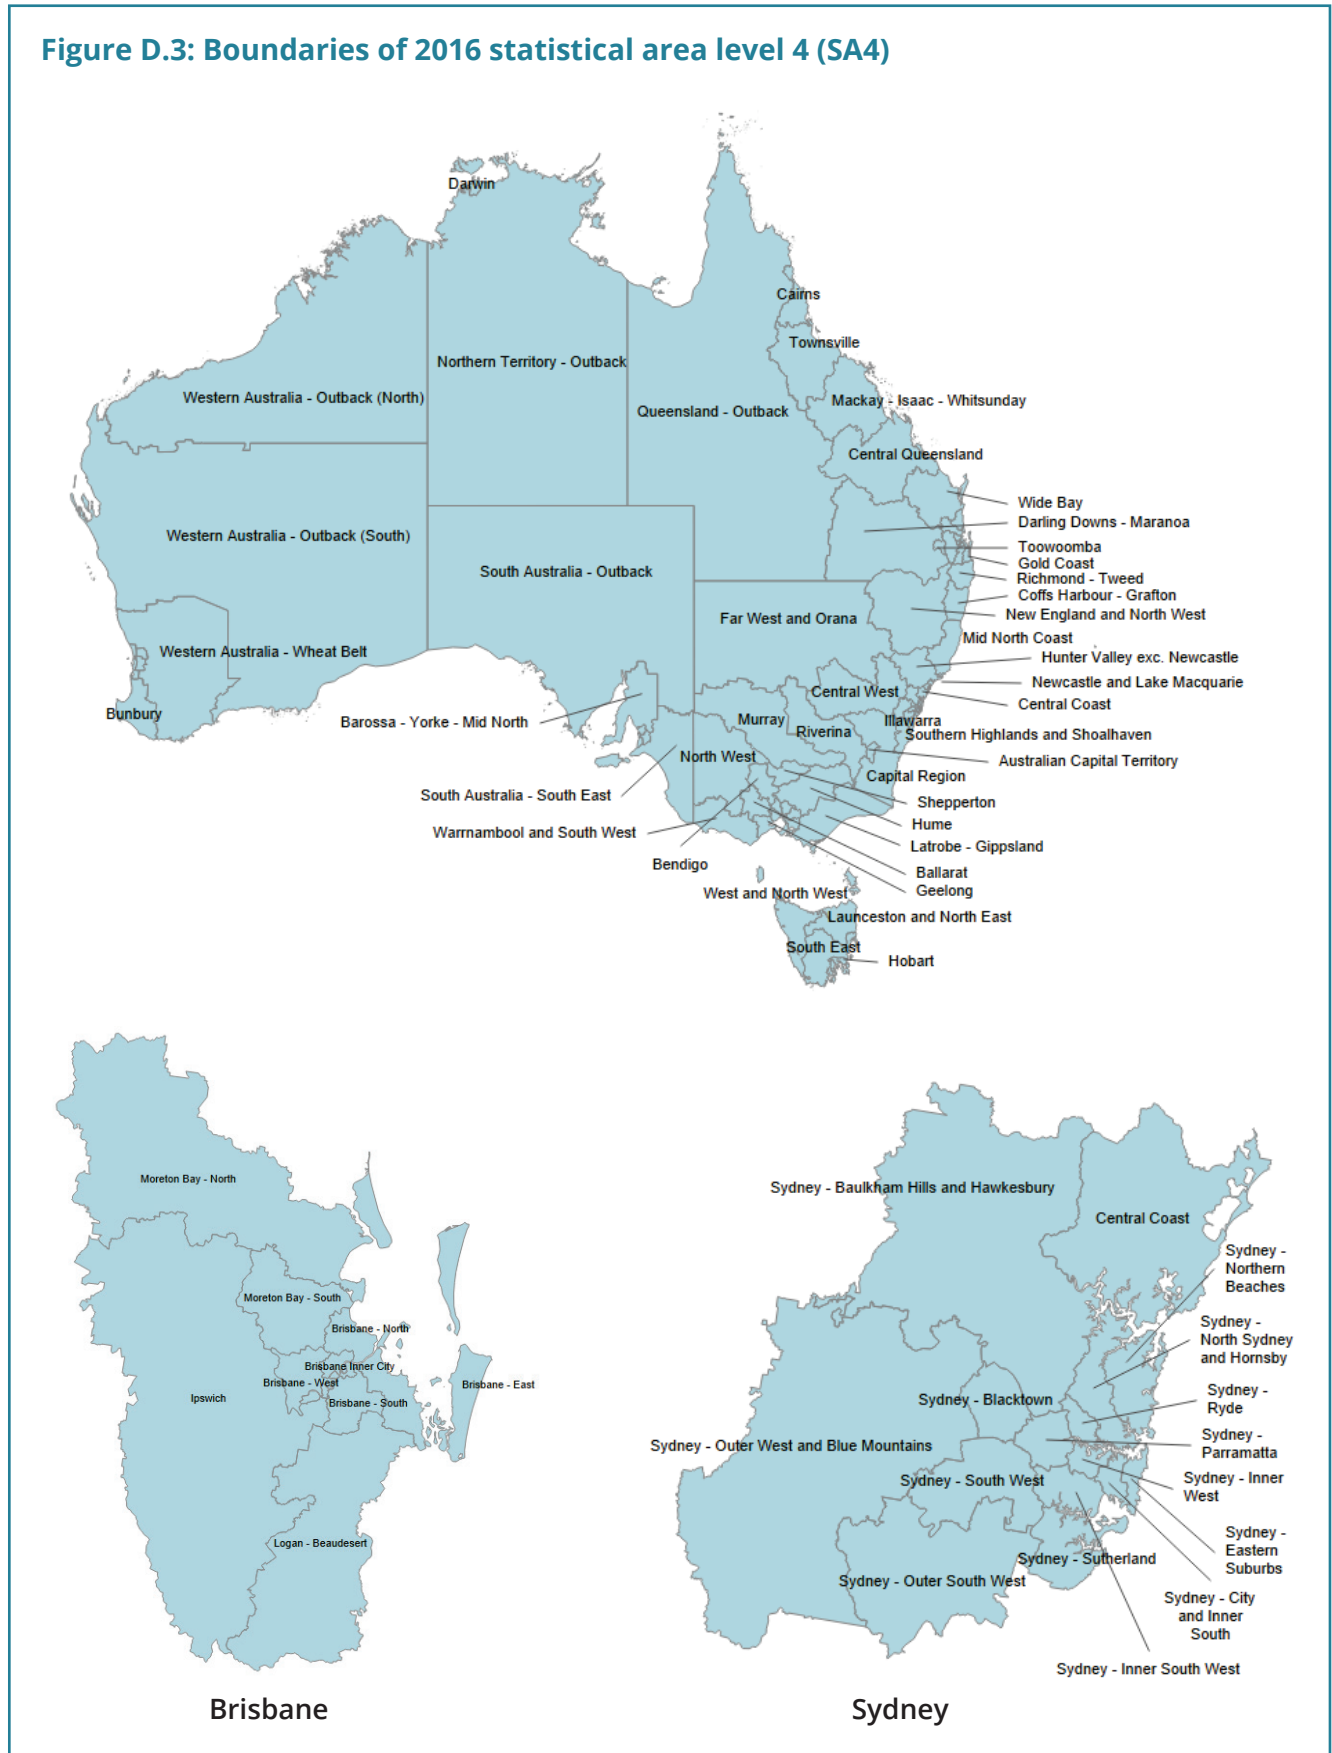 Figure D.3: Boundaries of 2016 statistical area level 4 (SA4)
Darwin
Cairns
Townsville
Northern Territory - Outback
Western Australia - Outback (North)
Queensland - Outback
Mackay - Isaac - Whitsunday
Central Queensland
Wide Bay
Darling Downs - Maranoa
Western Australia - Outback (South)
Toowoomba
Gold Coast
South Australia - Outback
Richmond - Tweed
Coffs Harbour - Grafton
New England and North West
Far West and Orana
Mid North Coast
Western Australia - Wheat Belt
Hunter Valley exc. Newcastle
Newcastle and Lake Macquarie
Central West
Central Coast
Bunbury
Barossa - Yorke - Mid North
Murray
Illawarra
Riverina
Southern Highlands and Shoalhaven
North West
Australian Capital Territory
Capital Region
South Australia - South East
Shepperton
Hume
Warrnambool and South West
Latrobe - Gippsland
Bendigo
Ballarat
Geelong
West and North West
Launceston and North East
South East
Hobart
Moreton Bay - North
Moreton Bay - South
Brisbane - North
Brisbane Inner City
Brisbane - West
Brisbane - East
Ipswich
Brisbane - South
Logan - Beaudesert
Brisbane
Sydney - Baulkham Hills and Hawkesbury
Central Coast
Sydney -
Northern
Beaches
Sydney -
North Sydney
and Hornsby
Sydney - Blacktown
Sydney -
Ryde
Sydney - Outer West and Blue Mountains
Sydney -
Parramatta
Sydney - South West
Sydney - Inner
West
Sydney -
Eastern
Suburbs
Sydney - Sutherland
Sydney - Outer South West
Sydney - City
and Inner
South
Sydney - Inner South West
Sydney